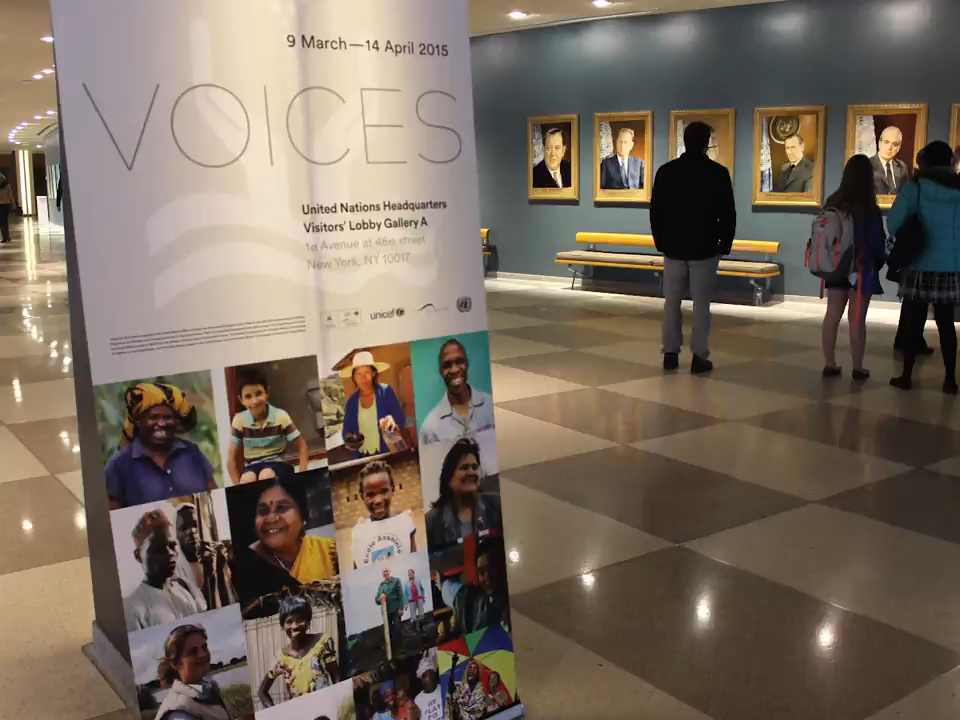 9 March—14 April 2015
VOICES
United Nations Headquarters
Visitors' Lobby Gallery A
Avenue at 46th street
New York, NY 10017
unicef